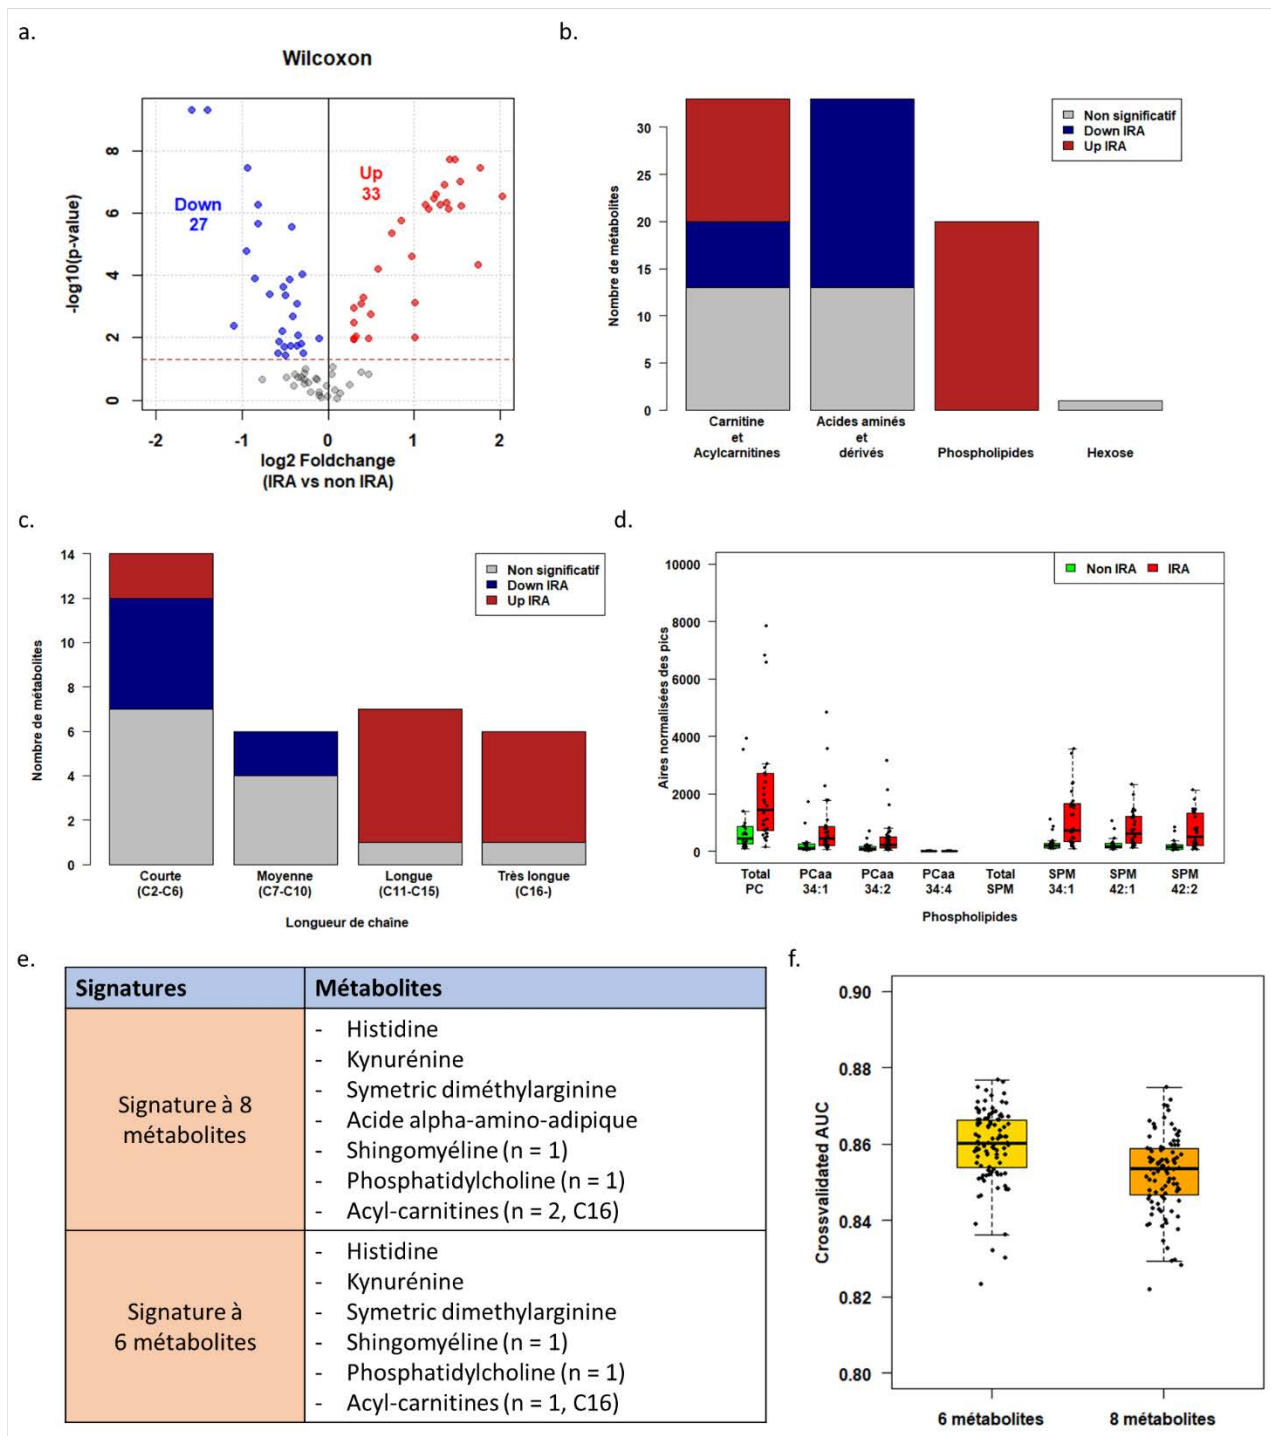 a.
Wilcoxon
-log10(p-value)
8
6
4
2
0
Down
27
Up
33
-2
-1
0
1
2
log2 Foldchange
(IRA vs non IRA)
b.
Nombre de métabolites
30
25
20
15
10
5
0
Non significatif
Down IRA
Up IRA
Carnitine
et
Acylcarnitines
Acides aminés
et
dérivés
Phospholipides
Hexose
c.
Nombre de métabolites
14
12
10
8
6
4
2
0
Non significatif
Down IRA
Up IRA
Courte
(C2-C6)
Moyenne
(C7-C10)
Longue
(C11-C15)
Très longue
(C16-)
Longueur de chaîne
d.
Aires normalisées des pics
10000
8000
6000
4000
2000
0
Non IRA
IRA
Total
PC
PCaa
34:1
PCaa
34:2
PCaa
34:4
Total
SPM
SPM
34:1
SPM
42:1
SPM
42:2
Phospholipides
e.
Signatures
Métabolites
Signature à 8
métabolites
- Histidine
- Kynurénine
- Symetric diméthylarginine
- Acide alpha-amino-adipique
- Shingomyéline (n = 1)
- Phosphatidylcholine (n = 1)
- Acyl-carnitines (n = 2, C16)
Signature à
6 métabolites
- Histidine
- Kynurénine
- Symetric dimethylarginine
- Shingomyéline (n = 1)
- Phosphatidylcholine (n = 1)
- Acyl-carnitines (n = 1, C16)
f.
Crossvalidated AUC
0.90
0.88
0.86
0.84
0.82
0.80
6 métabolites
8 métabolites